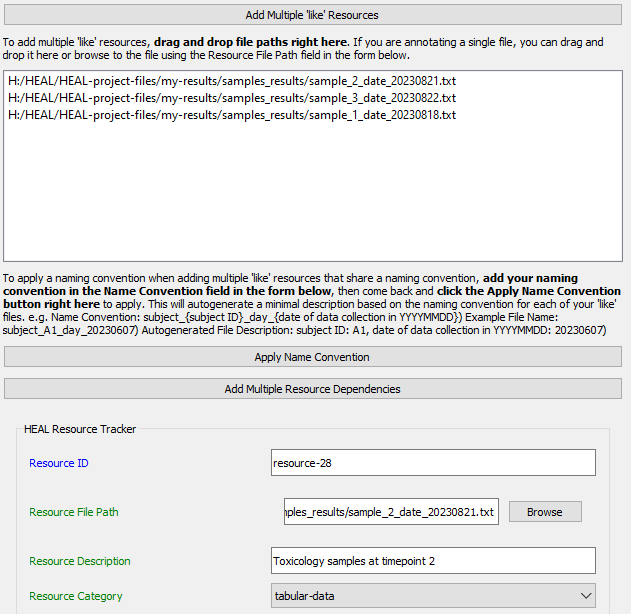 Add Multiple 'like' Resources
To add multiple 'like' resources, drag and drop file paths right here. If you are annotating a single file, you can drag and
drop it here or browse to the file using the Resource File Path field in the form below.
H:/HEAL/HEAL-project-files/my-results/samples_results/sample_2_date_20230821.txt
H:/HEAL/HEAL-project-files/my-results/samples_results/sample_3_date_20230822.txt
H:/HEAL/HEAL-project-files/my-results/samples_results/sample_1_date_20230818.txt
To apply a naming convention when adding multiple 'like' resources that share a naming convention, add your naming
convention in the Name Convention field in the form below, then come back and click the Apply Name Convention
button right here to apply. This will autogenerate a minimal description based on the naming convention for each of your 'like'
files. e.g. Name Convention: subject_{subject ID}_day_{date of data collection in YYYYMMDD}) Example File Name:
subject_A1_day_20230607) Autogenerated File Description: subject ID: A1, date of data collection in YYYYMMDD: 20230607)
Apply Name Convention
Add Multiple Resource Dependencies
HEAL Resource Tracker
Resource ID
resource-28
Resource File Path
nples_results/sample_2_date_20230821.txt
Browse
Resource Description
Toxicology samples at timepoint 2
Resource Category
tabular-data